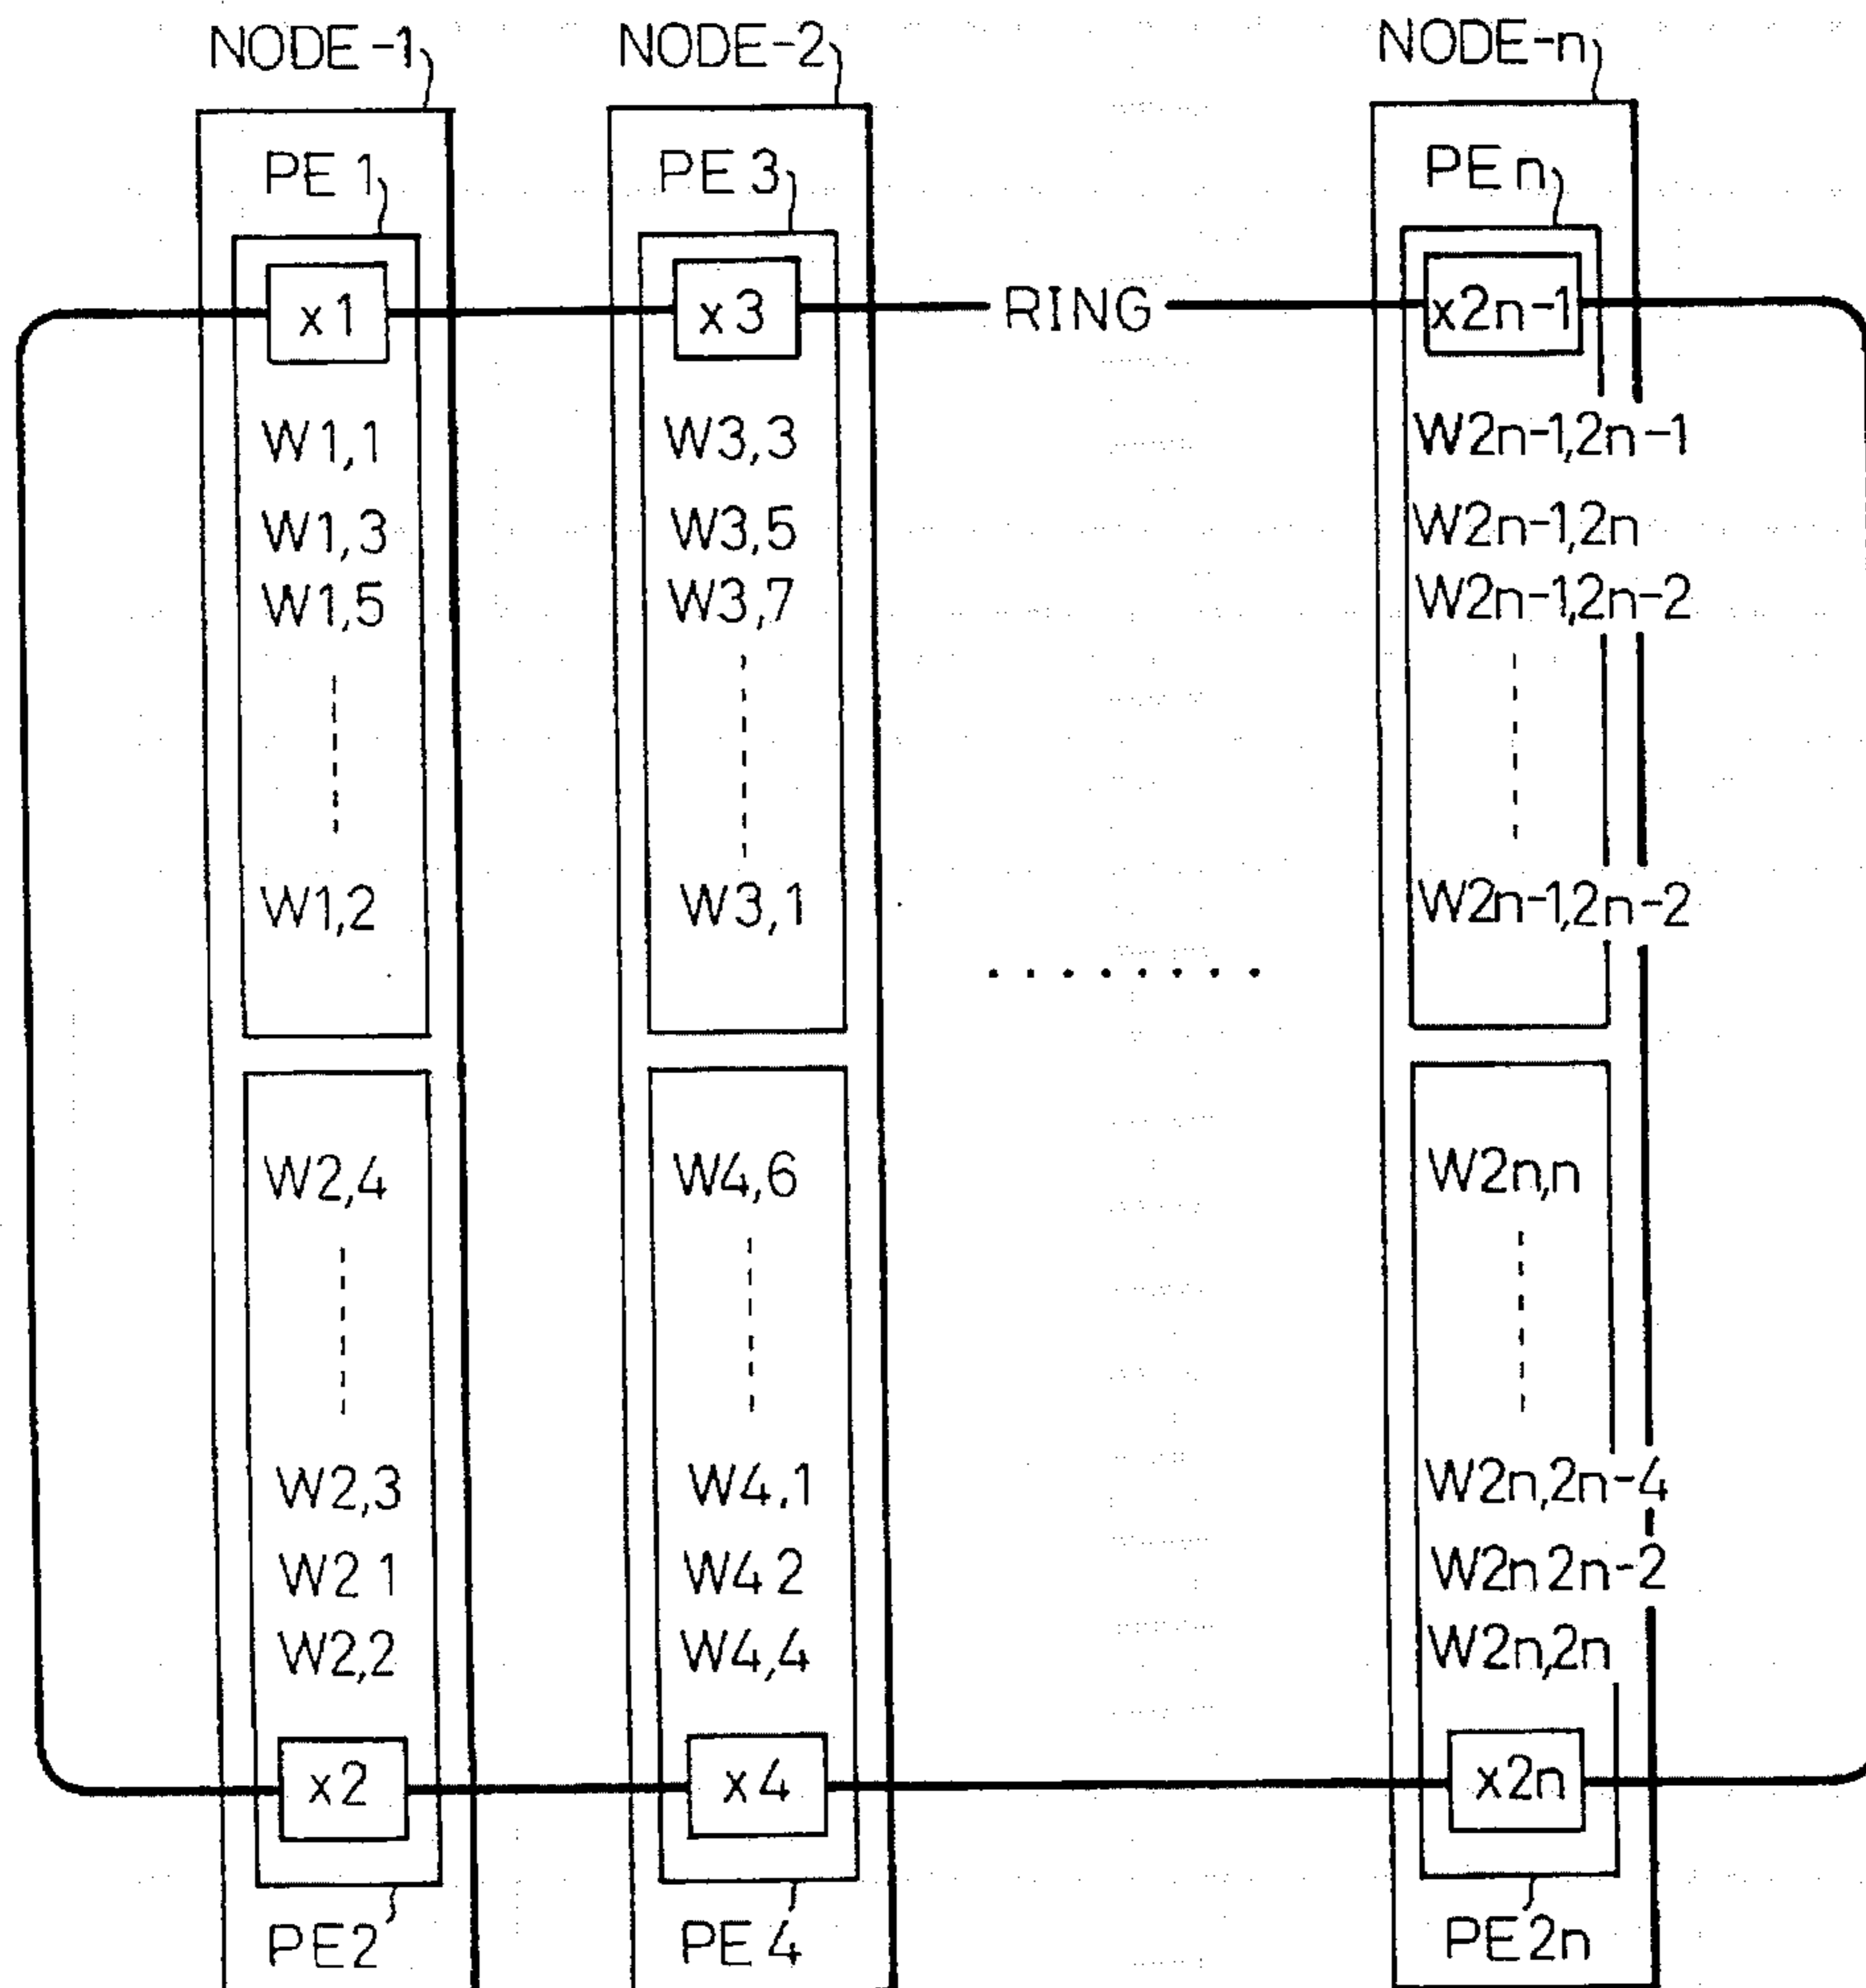 NODE-1 NODE-2 NODE-n
PE 1 PE 3 PE n
x1 x3 RING x2n-1
W1,1 W3,3 W2n-1,2n-1
W1,3 W3,5 W2n-1,2n
W1,5 W3,7 W2n-1,2n-2
W1,2 W3,1 W2n-1,2n-2
W2,4 W4,6 W2n,n
W2,3 W4,1 W2n,2n-4
W2 1 W4 2 W2n 2n-2
W2,2 W4,4 W2n,2n
x2 x4 x2n
PE2 PE 4 PE2n